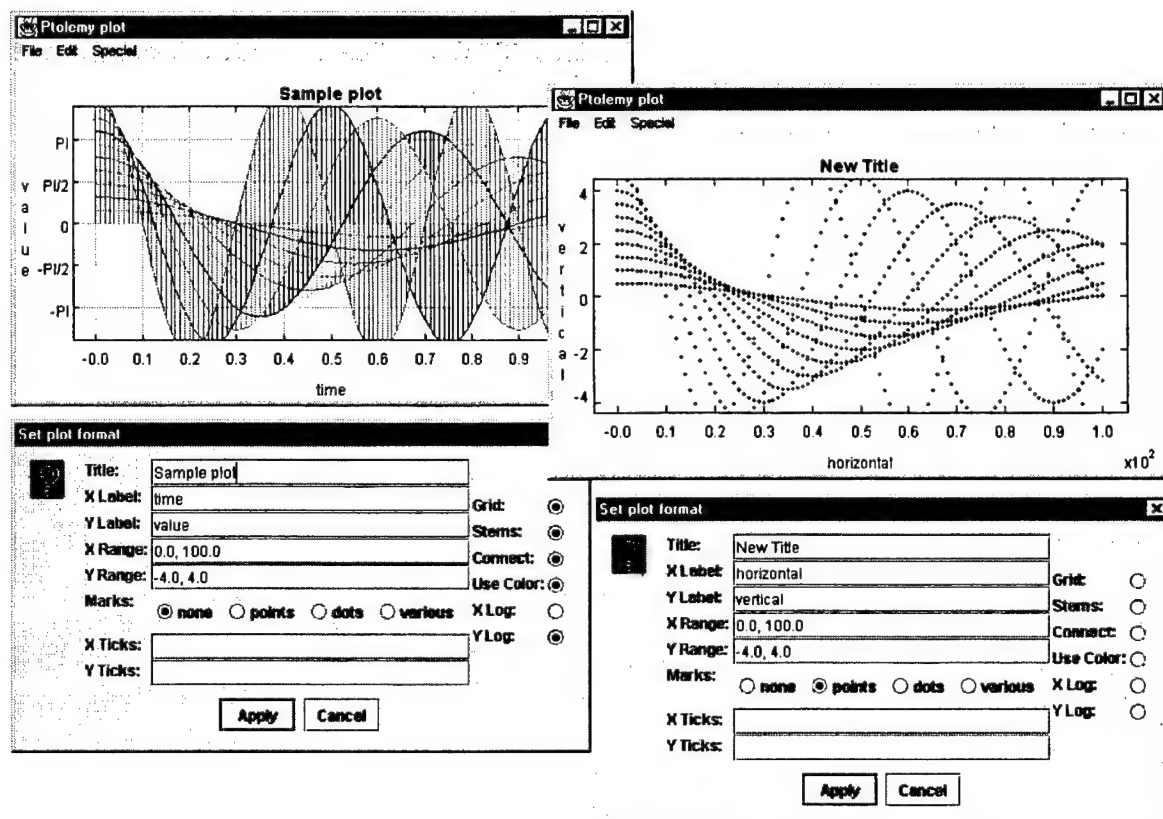 Ptolemy plot
File Edit Special
Sample plot
PI
PI/2
0
-PI/2
-PI
value
-0.0 0.1 0.2 0.3 0.4 0.5 0.6 0.7 0.8 0.9
time
Ptolemy plot
File Edit Special
New Title
4
2
0
-2
-4
vertical
-0.0 0.1 0.2 0.3 0.4 0.5 0.6 0.7 0.8 0.9 1.0
horizontal
x10²
Set plot format
Title: Sample plot
X Label: time
Y Label: value
X Range: 0.0, 100.0
Y Range: -4.0, 4.0
Marks: none points dots various
X Ticks:
Y Ticks:
Grid:
Stems:
Connect:
Use Color:
X Log:
Y Log:
Apply Cancel
Set plot format
Title: New Title
X Label: horizontal
Y Label: vertical
X Range: 0.0, 100.0
Y Range: -4.0, 4.0
Marks: none points dots various
X Ticks:
Y Ticks:
Grid:
Stems:
Connect:
Use Color:
X Log:
Y Log:
Apply Cancel